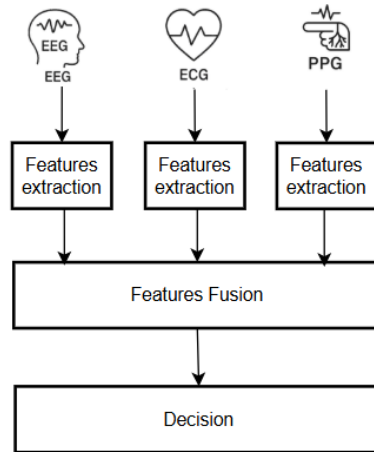 EEG
EEG
ECG
PPG
Features
extraction
Features
extraction
Features
extraction
Features Fusion
Decision